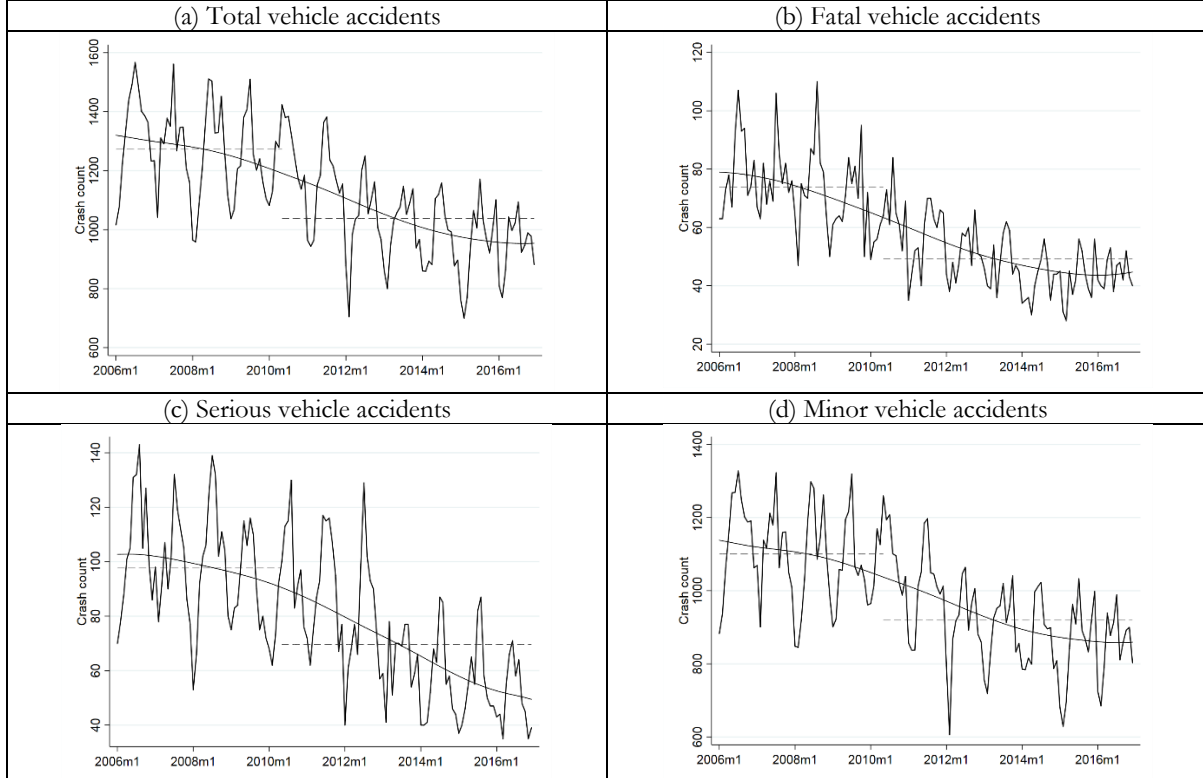 (a) Total vehicle accidents
(b) Fatal vehicle accidents
1600
1400
1200
1000
800
600
Crash count
2006m1 2008m1 2010m1 2012m1 2014m1 2016m1
120
100
80
60
40
20
Crash count
2006m1 2008m1 2010m1 2012m1 2014m1 2016m1
(c) Serious vehicle accidents
(d) Minor vehicle accidents
140
120
100
80
60
40
Crash count
2006m1 2008m1 2010m1 2012m1 2014m1 2016m1
1400
1200
1000
800
600
Crash count
2006m1 2008m1 2010m1 2012m1 2014m1 2016m1